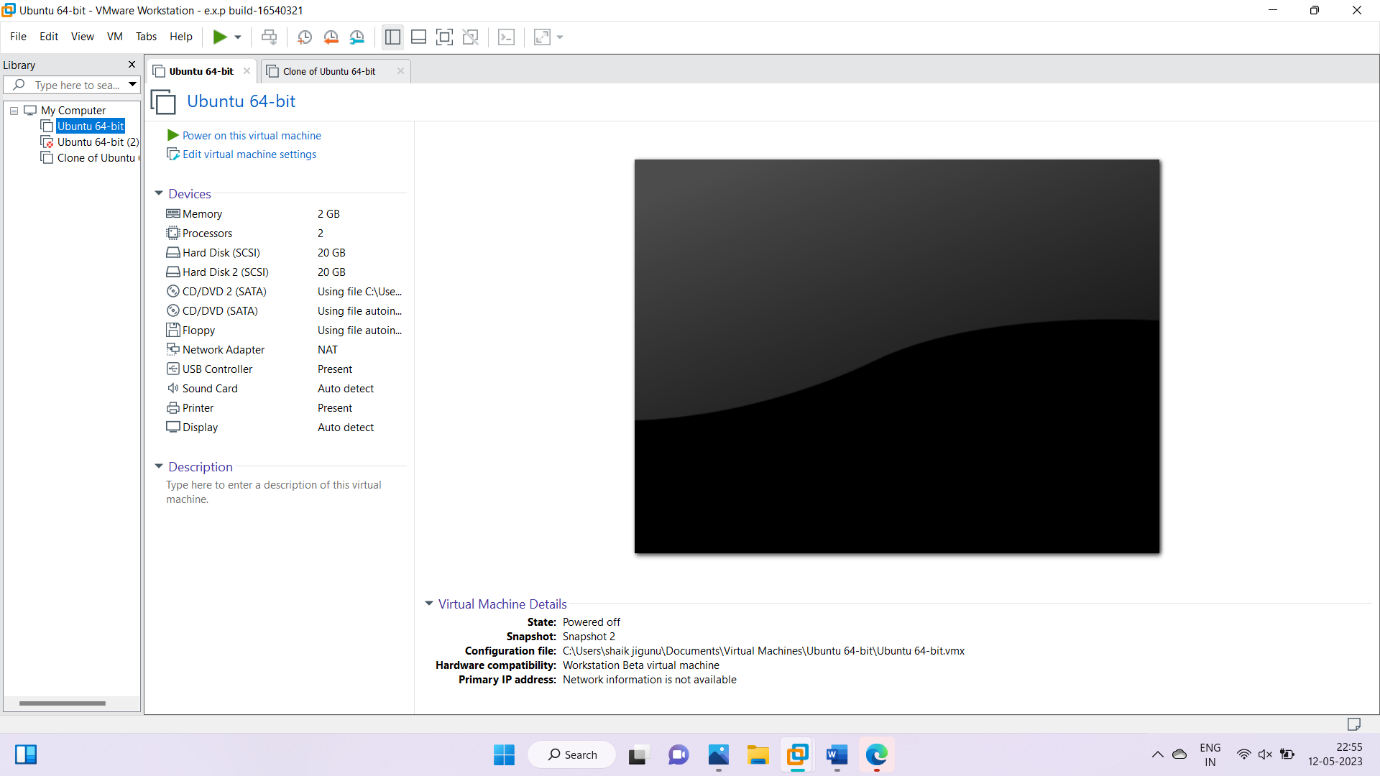 Ubuntu 64-bit - VMware Workstation - e.x.p build-16540321
File Edit View VM Tabs Help
Library
Type here to sea...
My Computer
Ubuntu 64-bit
Ubuntu 64-bit (2)
Clone of Ubuntu
Ubuntu 64-bit
Clone of Ubuntu 64-bit
Ubuntu 64-bit
Power on this virtual machine
Edit virtual machine settings
Devices
Memory 2 GB
Processors 2
Hard Disk (SCSI) 20 GB
Hard Disk 2 (SCSI) 20 GB
CD/DVD 2 (SATA) Using file C:\Use...
CD/DVD (SATA) Using file autoin...
Floppy Using file autoin...
Network Adapter NAT
USB Controller Present
Sound Card Auto detect
Printer Present
Display Auto detect
Description
Type here to enter a description of this virtual
machine.
Virtual Machine Details
State: Powered off
Snapshot: Snapshot 2
Configuration file: C:\Users\shaik jigunu\Documents\Virtual Machines\Ubuntu 64-bit\Ubuntu 64-bit.vmx
Hardware compatibility: Workstation Beta virtual machine
Primary IP address: Network information is not available
Search
ENG
IN
22:55
12-05-2023